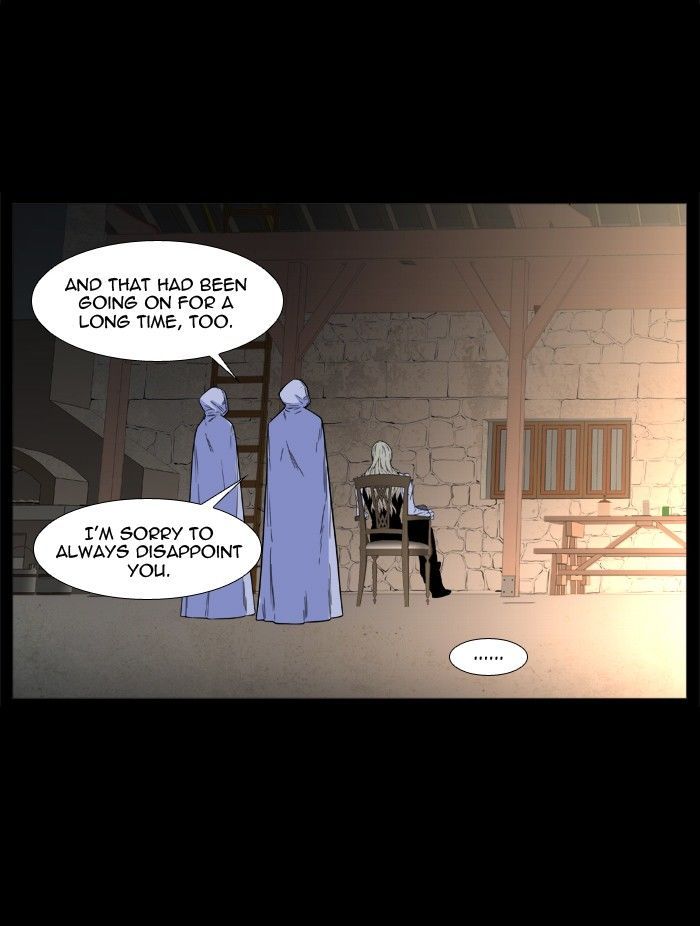 AND THAT HAD BEEN
GOING ON FOR A
LONG TIME, TOO.
I'M SORRY TO
ALWAYS DISAPPOINT
YOU.
......